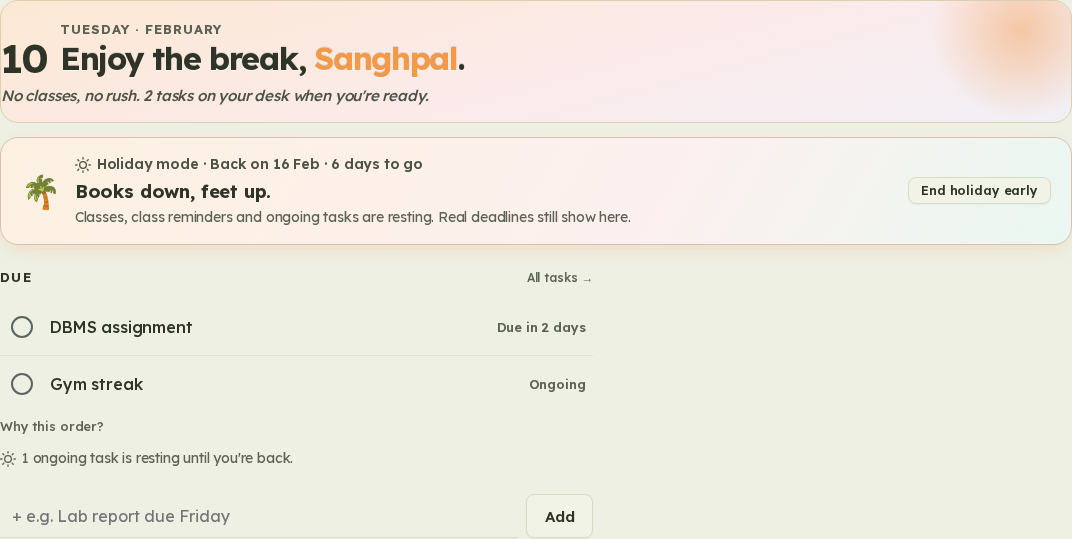 TUESDAY · FEBRUARY
10 Enjoy the break, Sanghpal.
No classes, no rush. 2 tasks on your desk when you're ready.
Holiday mode · Back on 16 Feb · 6 days to go
Books down, feet up.
Classes, class reminders and ongoing tasks are resting. Real deadlines still show here.
End holiday early
DUE
All tasks →
DBMS assignment
Due in 2 days
Gym streak
Ongoing
Why this order?
1 ongoing task is resting until you're back.
+ e.g. Lab report due Friday
Add